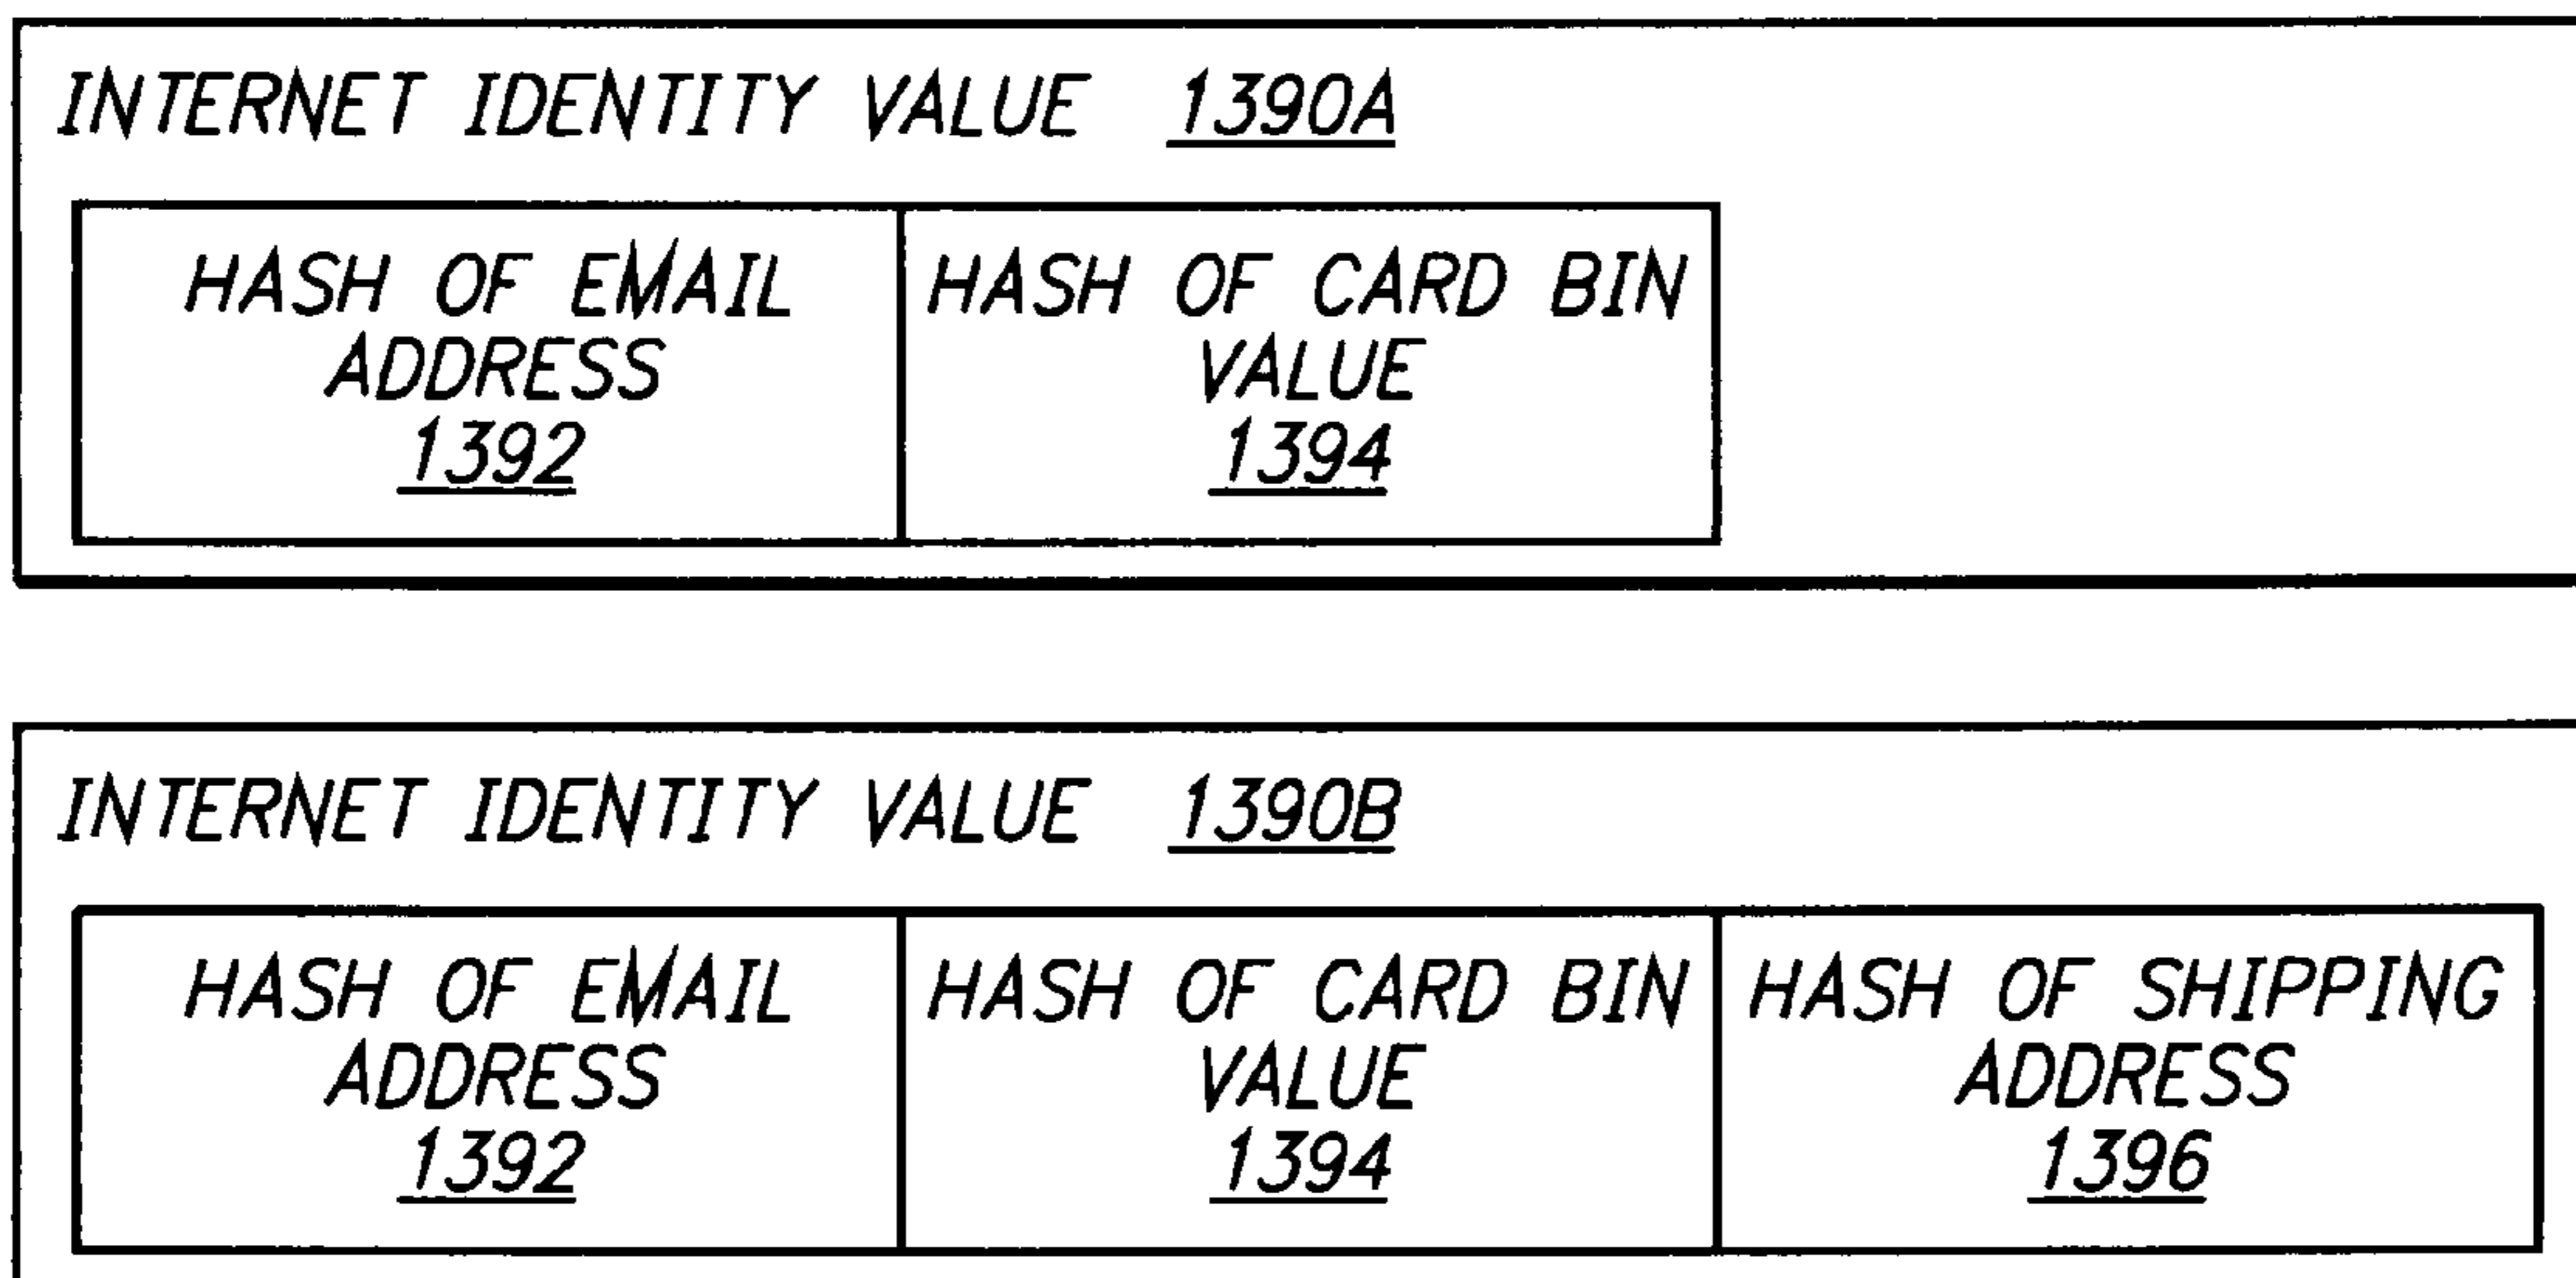 INTERNET IDENTITY VALUE 1390A
HASH OF EMAIL
ADDRESS
1392
HASH OF CARD BIN
VALUE
1394
INTERNET IDENTITY VALUE 1390B
HASH OF EMAIL
ADDRESS
1392
HASH OF CARD BIN
VALUE
1394
HASH OF SHIPPING
ADDRESS
1396